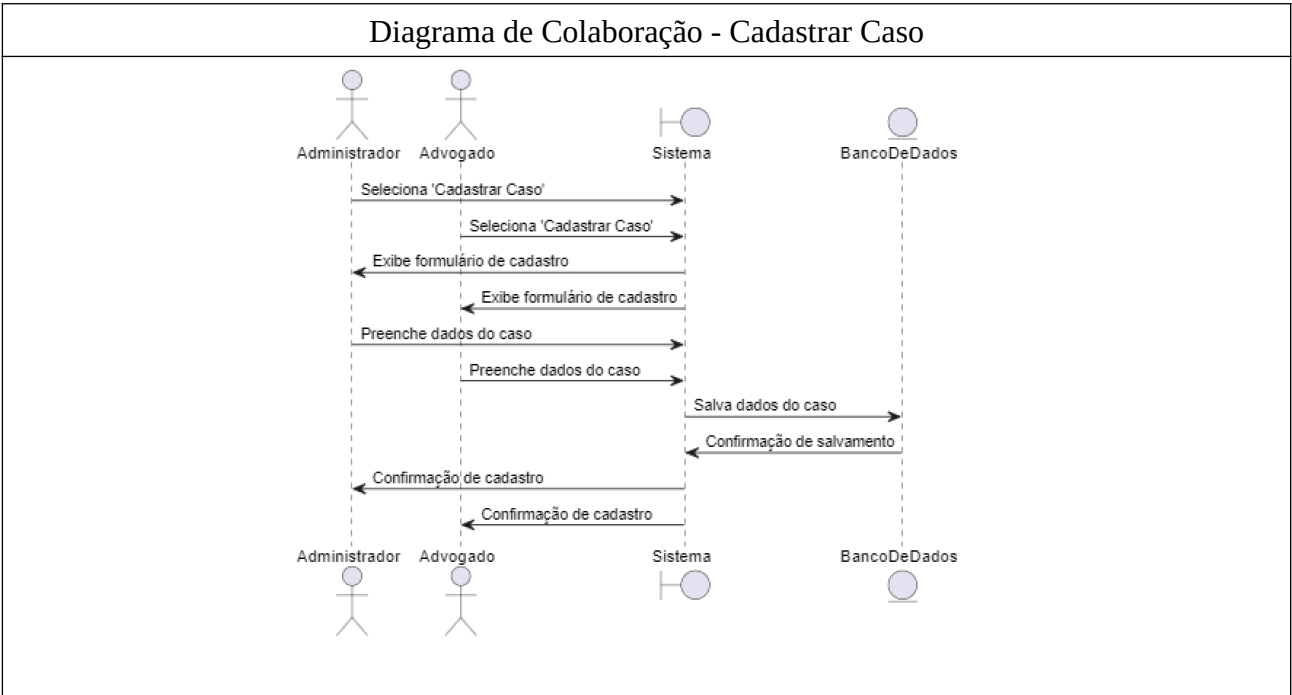 Diagrama de Colaboração - Cadastrar Caso
Administrador Advogado Sistema BancoDeDados
Seleciona 'Cadastrar Caso'
Seleciona 'Cadastrar Caso'
Exibe formulário de cadastro
Exibe formulário de cadastro
Preenche dados do caso
Preenche dados do caso
Salva dados do caso
Confirmação de salvamento
Confirmação de cadastro
Confirmação de cadastro
Administrador Advogado Sistema BancoDeDados